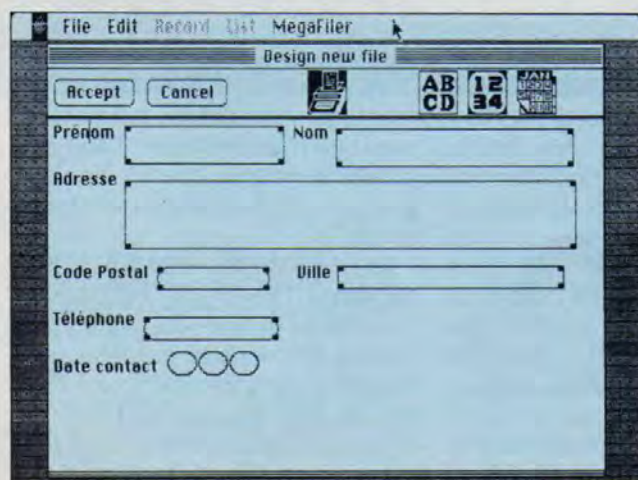 File Edit Record List MegaFiler
Design new file
Accept Cancel AB CD 12 34 JAN
Prénom Nom
Adresse
Code Postal Ville
Téléphone
Date contact